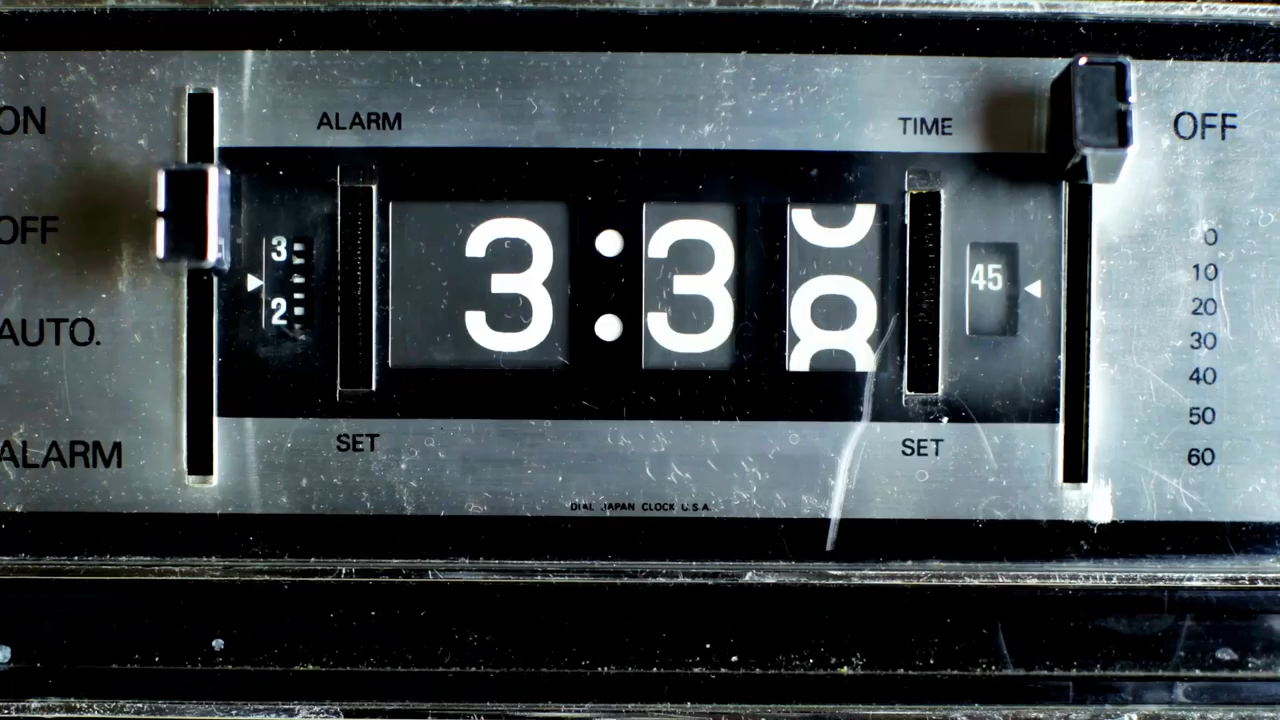 ON
ALARM
TIME
OFF
OFF
3
2
3:3 8
45
0
10
20
30
40
50
60
AUTO.
ALARM
SET
SET
DIAL JAPAN CLOCK U.S.A.